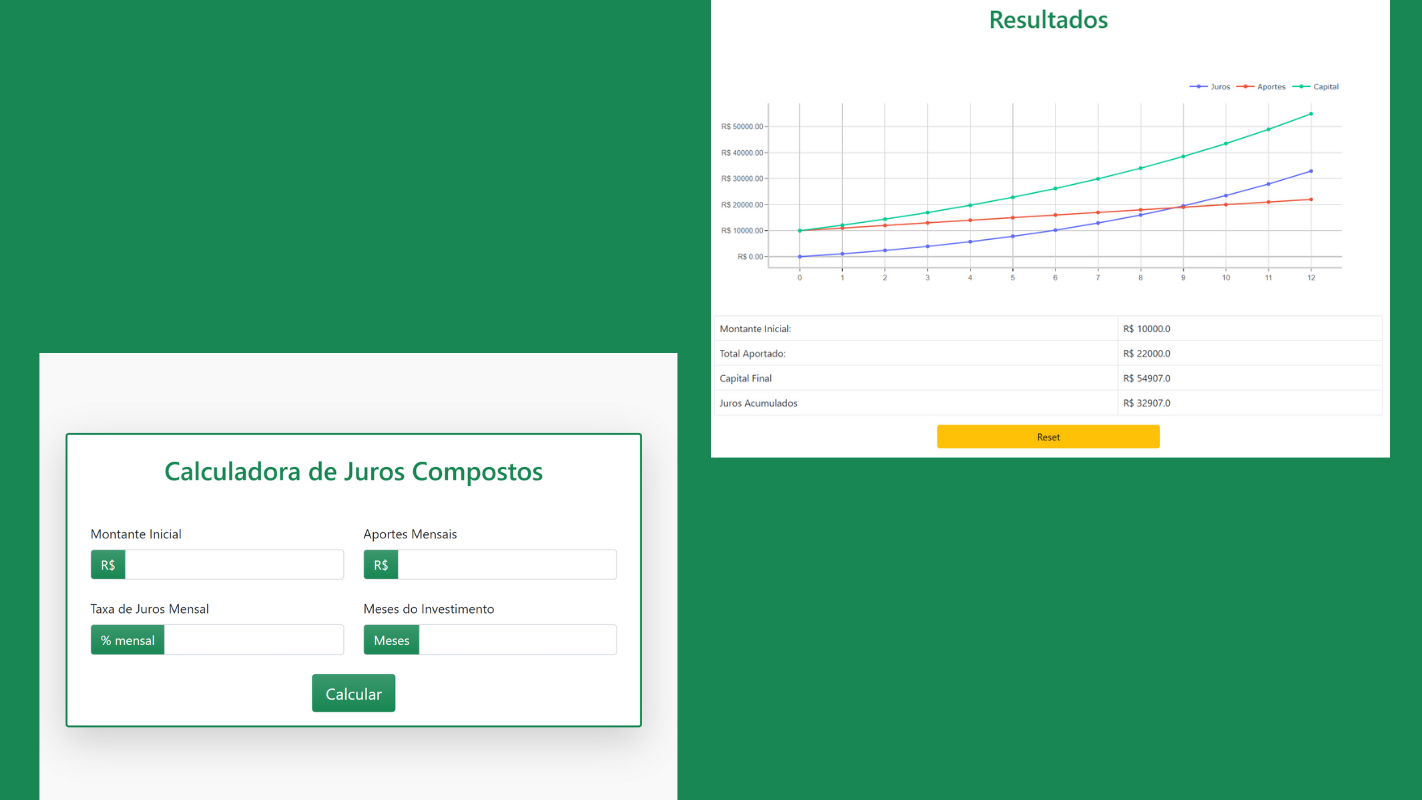 Resultados
Juros Aportes Capital
R$ 50000.00
R$ 40000.00
R$ 30000.00
R$ 20000.00
R$ 10000.00
R$ 0.00
0 1 2 3 4 5 6 7 8 9 10 11 12
Montante Inicial: R$ 10000.0
Total Aportado: R$ 22000.0
Capital Final R$ 54907.0
Juros Acumulados R$ 32907.0
Reset
Calculadora de Juros Compostos
Montante Inicial Aportes Mensais
R$ R$
Taxa de Juros Mensal Meses do Investimento
% mensal Meses
Calcular